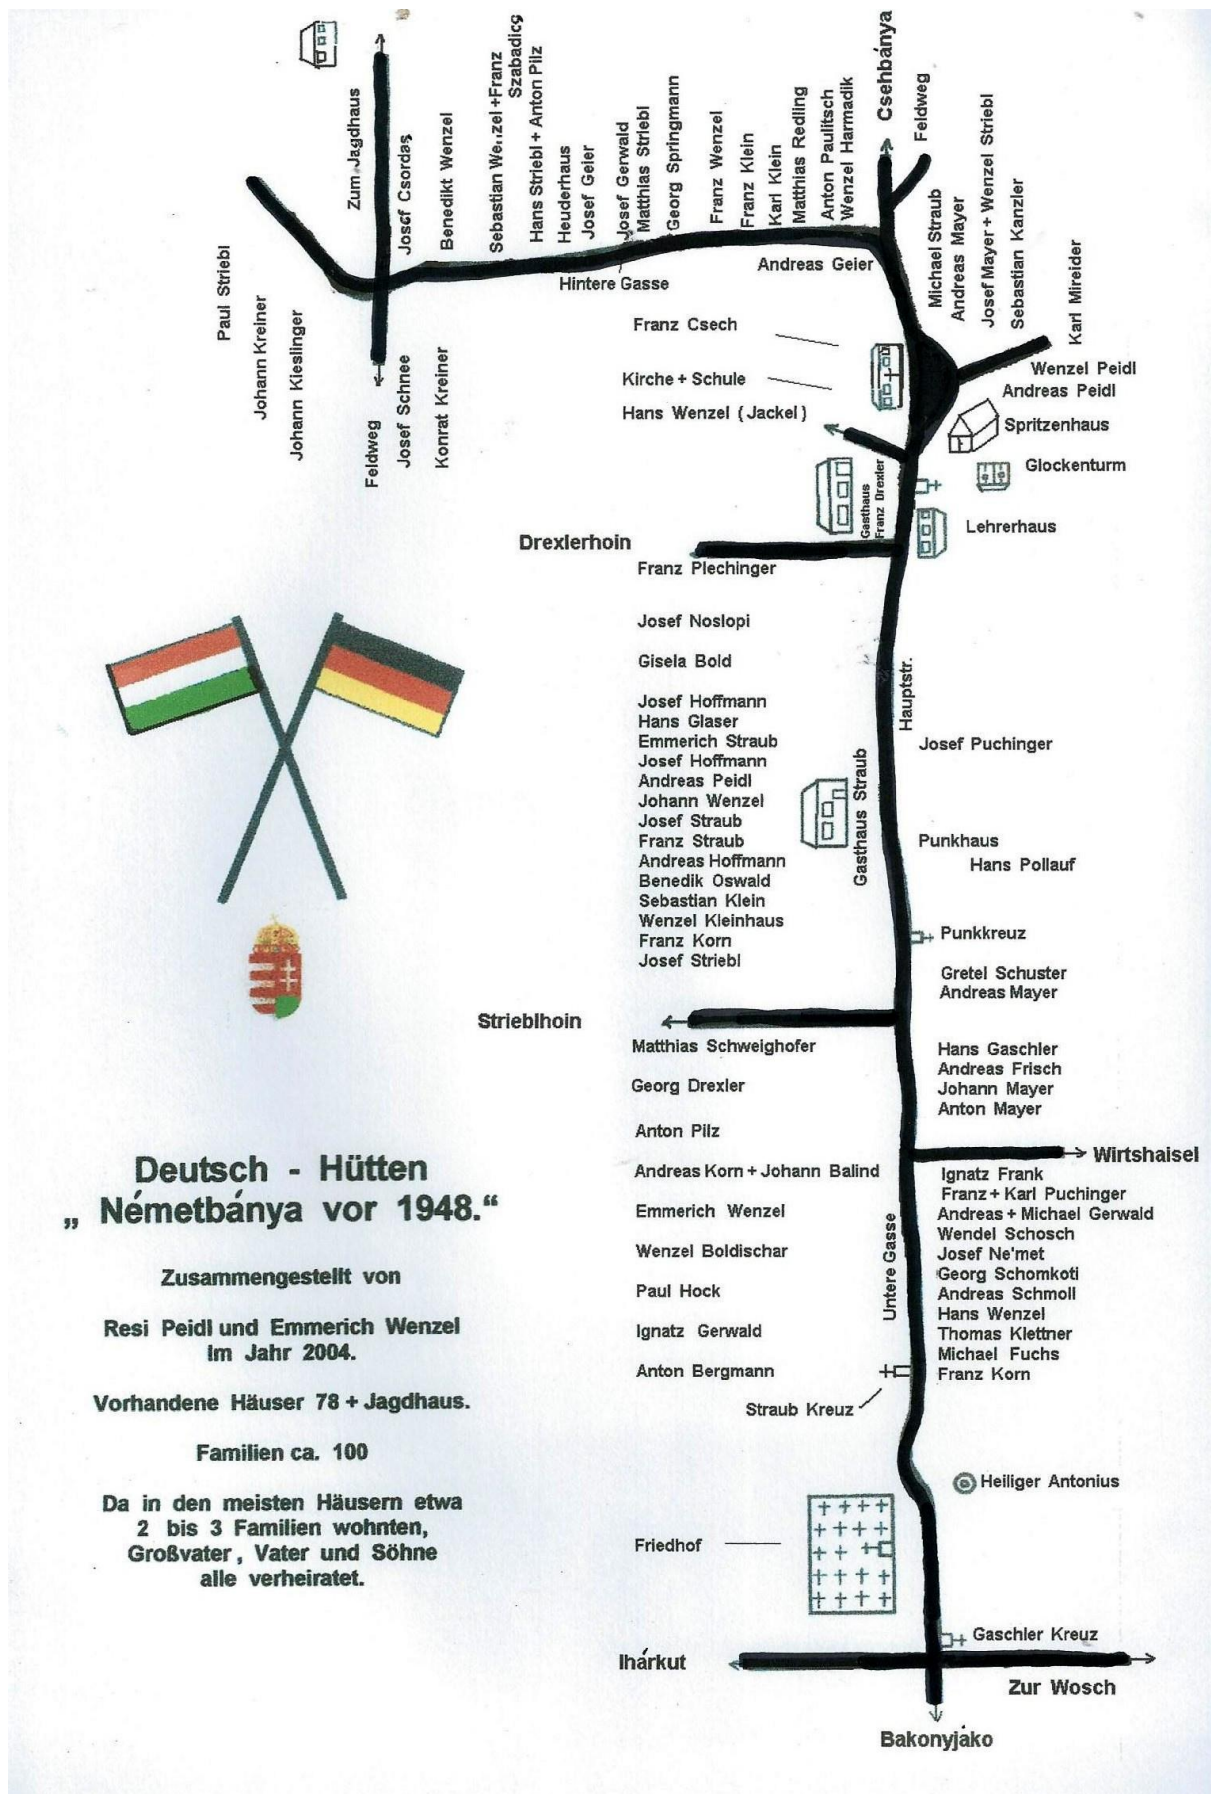 Csehbánya
Feldweg
Zum Jagdhaus
Josef Csordas
Benedikt Wenzel
Sebastian Wenzel + Franz
Szabadics
Hans Striebl + Anton Pilz
Heuderhaus
Josef Geier
Josef Gerwald
Matthias Striebl
Georg Springmann
Franz Wenzel
Franz Klein
Karl Klein
Matthias Redling
Anton Paulitsch
Wenzel Harmadik
Michael Straub
Andreas Mayer
Josef Mayer + Wenzel Striebl
Sebastian Kanzler
Karl Mireider
Paul Striebl
Johann Kreiner
Johann Kieslinger
Feldweg
Josef Schnee
Konrat Kreiner
Hintere Gasse
Andreas Geier
Franz Csech
Kirche + Schule
Hans Wenzel ( Jackel )
Wenzel Peidl
Andreas Peidl
Spritzenhaus
Glockenturm
Gasthaus
Franz Drexler
Lehrerhaus
Drexlerhoin
Franz Plechinger
Josef Noslopi
Gisela Bold
Josef Hoffmann
Hans Glaser
Emmerich Straub
Josef Hoffmann
Andreas Peidl
Johann Wenzel
Josef Straub
Franz Straub
Andreas Hoffmann
Benedik Oswald
Sebastian Klein
Wenzel Kleinhaus
Franz Korn
Josef Striebl
Hauptstr.
Gasthaus Straub
Josef Puchinger
Punkhaus
Hans Pollauf
Punkkreuz
Gretel Schuster
Andreas Mayer
Strieblhoin
Matthias Schweighofer
Georg Drexler
Anton Pilz
Andreas Korn + Johann Balind
Emmerich Wenzel
Wenzel Boldischar
Paul Hock
Ignatz Gerwald
Anton Bergmann
Straub Kreuz
Untere Gasse
Hans Gaschler
Andreas Frisch
Johann Mayer
Anton Mayer
Wirtshaisel
Ignatz Frank
Franz + Karl Puchinger
Andreas + Michael Gerwald
Wendel Schosch
Josef Ne'met
Georg Schomkoti
Andreas Schmoll
Hans Wenzel
Thomas Klettner
Michael Fuchs
Franz Korn
Heiliger Antonius
Friedhof
Gaschler Kreuz
Ihárkut
Zur Wosch
Bakonyjáko
Deutsch - Hütten
„ Németbánya vor 1948.“
Zusammengestellt von
Resi Peidl und Emmerich Wenzel
Im Jahr 2004.
Vorhandene Häuser 78 + Jagdhaus.
Familien ca. 100
Da in den meisten Häusern etwa
2 bis 3 Familien wohnten,
Großvater , Vater und Söhne
alle verheiratet.